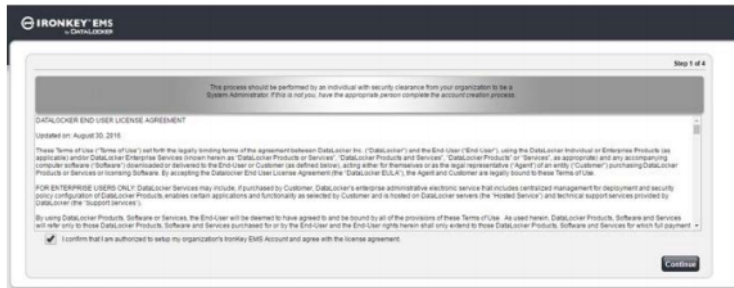 IRONKEY EMS
by DATALOCKER
Step 1 of 4
This process should be performed by an individual with security clearance from your organization to be a
System Administrator. If this is not you, have the appropriate person complete the account creation process.
DATALOCKER END USER LICENSE AGREEMENT
Updated on: August 30, 2016
These Terms of Use ("Terms of Use") set forth the legally binding terms of the agreement between DataLocker Inc. ("DataLocker") and the End-User ("End-User"), using the DataLocker Individual or Enterprise Products (as
applicable) and/or DataLocker Enterprise Services (known herein as "DataLocker Products or Services", "DataLocker Products and Services", "DataLocker Products" or "Services", as appropriate) and any accompanying
computer software ("Software") downloaded or delivered to the End-User or Customer (as defined below), acting either for themselves or as the legal representative ("Agent") of an entity ("Customer") purchasing DataLocker
Products or Services or licensing Software. By accepting the Datalocker End User License Agreement (the "DataLocker EULA"), the Agent and Customer are legally bound to these Terms of Use.
FOR ENTERPRISE USERS ONLY: DataLocker Services may include, if purchased by Customer, DataLocker's enterprise administrative electronic service that includes centralized management for deployment and security
policy configuration of DataLocker Products, enables certain applications and functionality as selected by Customer and is hosted on DataLocker servers (the "Hosted Service") and technical support services provided by
DataLocker (the "Support Services").
By using DataLocker Products, Software or Services, the End-User will be deemed to have agreed to and be bound by all of the provisions of these Terms of Use. As used herein, DataLocker Products, Software and Services
will refer only to those DataLocker Products, Software and Services purchased for or by the End-User and the End-User rights herein shall only extend to those DataLocker Products, Software and Services for which full payment
I confirm that I am authorized to setup my organization's IronKey EMS Account and agree with the license agreement.
Continue